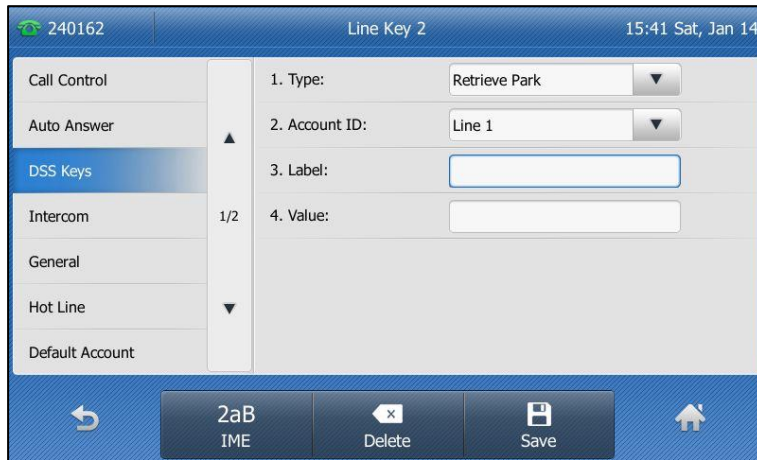 240162 Line Key 2 15:41 Sat, Jan 14
Call Control
Auto Answer
DSS Keys
Intercom
General
Hot Line
Default Account
1/2
1. Type: Retrieve Park
2. Account ID: Line 1
3. Label:
4. Value:
2aB
IME
Delete
Save